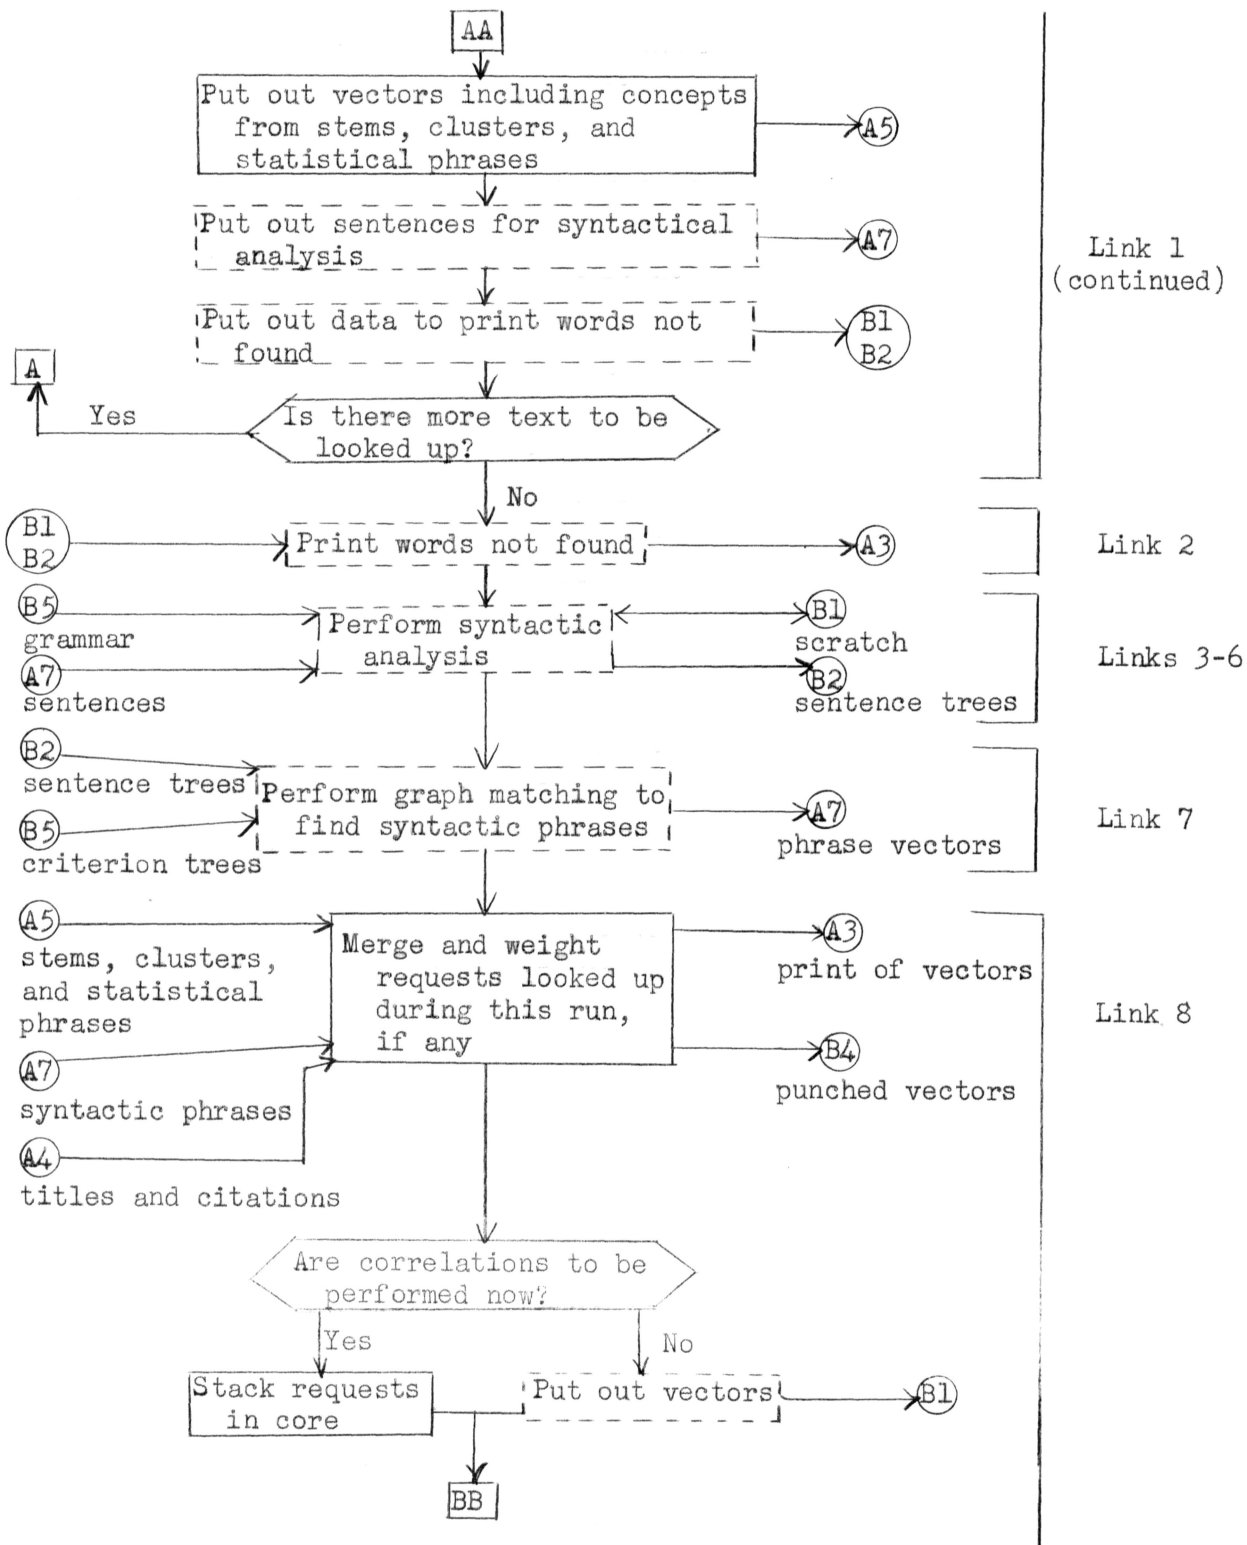 AA
Put out vectors including concepts
from stems, clusters, and
statistical phrases
A5
Put out sentences for syntactical
analysis
A7
Link 1
(continued)
Put out data to print words not
found
B1
B2
A
Yes
Is there more text to be
looked up?
No
B1
B2
Print words not found
A3
Link 2
B5
grammar
A7
sentences
Perform syntactic
analysis
B1
scratch
B2
sentence trees
Links 3-6
B2
sentence trees
B5
criterion trees
Perform graph matching to
find syntactic phrases
A7
phrase vectors
Link 7
A5
stems, clusters,
and statistical
phrases
A7
syntactic phrases
A4
titles and citations
Merge and weight
requests looked up
during this run,
if any
A3
print of vectors
B4
punched vectors
Link 8
Are correlations to be
performed now?
Yes
No
Stack requests
in core
Put out vectors
B1
BB